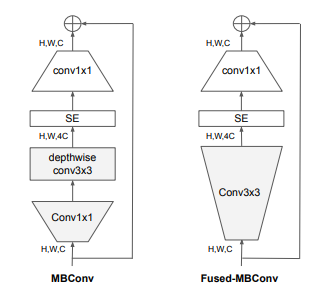 H,W,C
conv1x1
SE
H,W,4C
depthwise
conv3x3
Conv1x1
H,W,C
MBConv
H,W,C
conv1x1
SE
H,W,4C
Conv3x3
H,W,C
Fused-MBConv